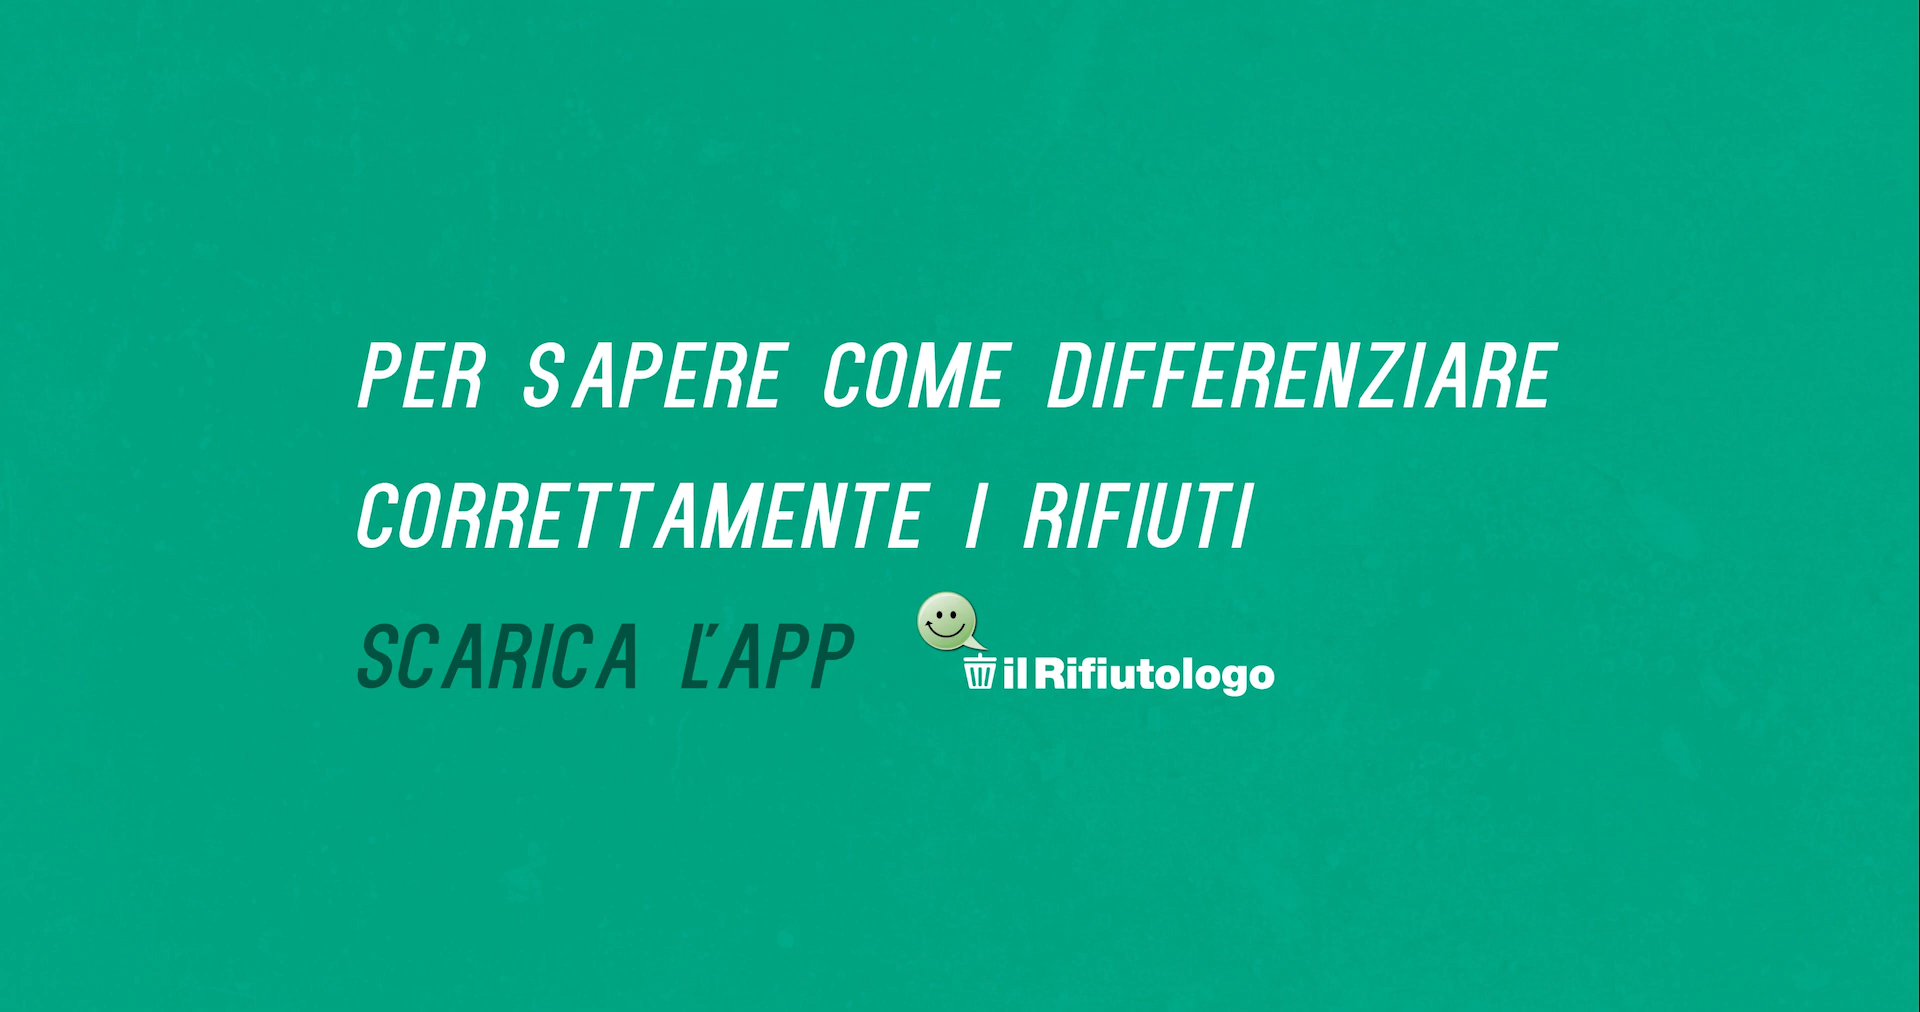 PER SAPERE COME DIFFERENZIARE
CORRETTAMENTE I RIFIUTI
SCARICA L'APP il Rifiutologo